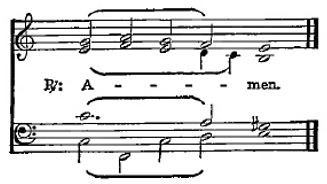 ℟: A - - - men.